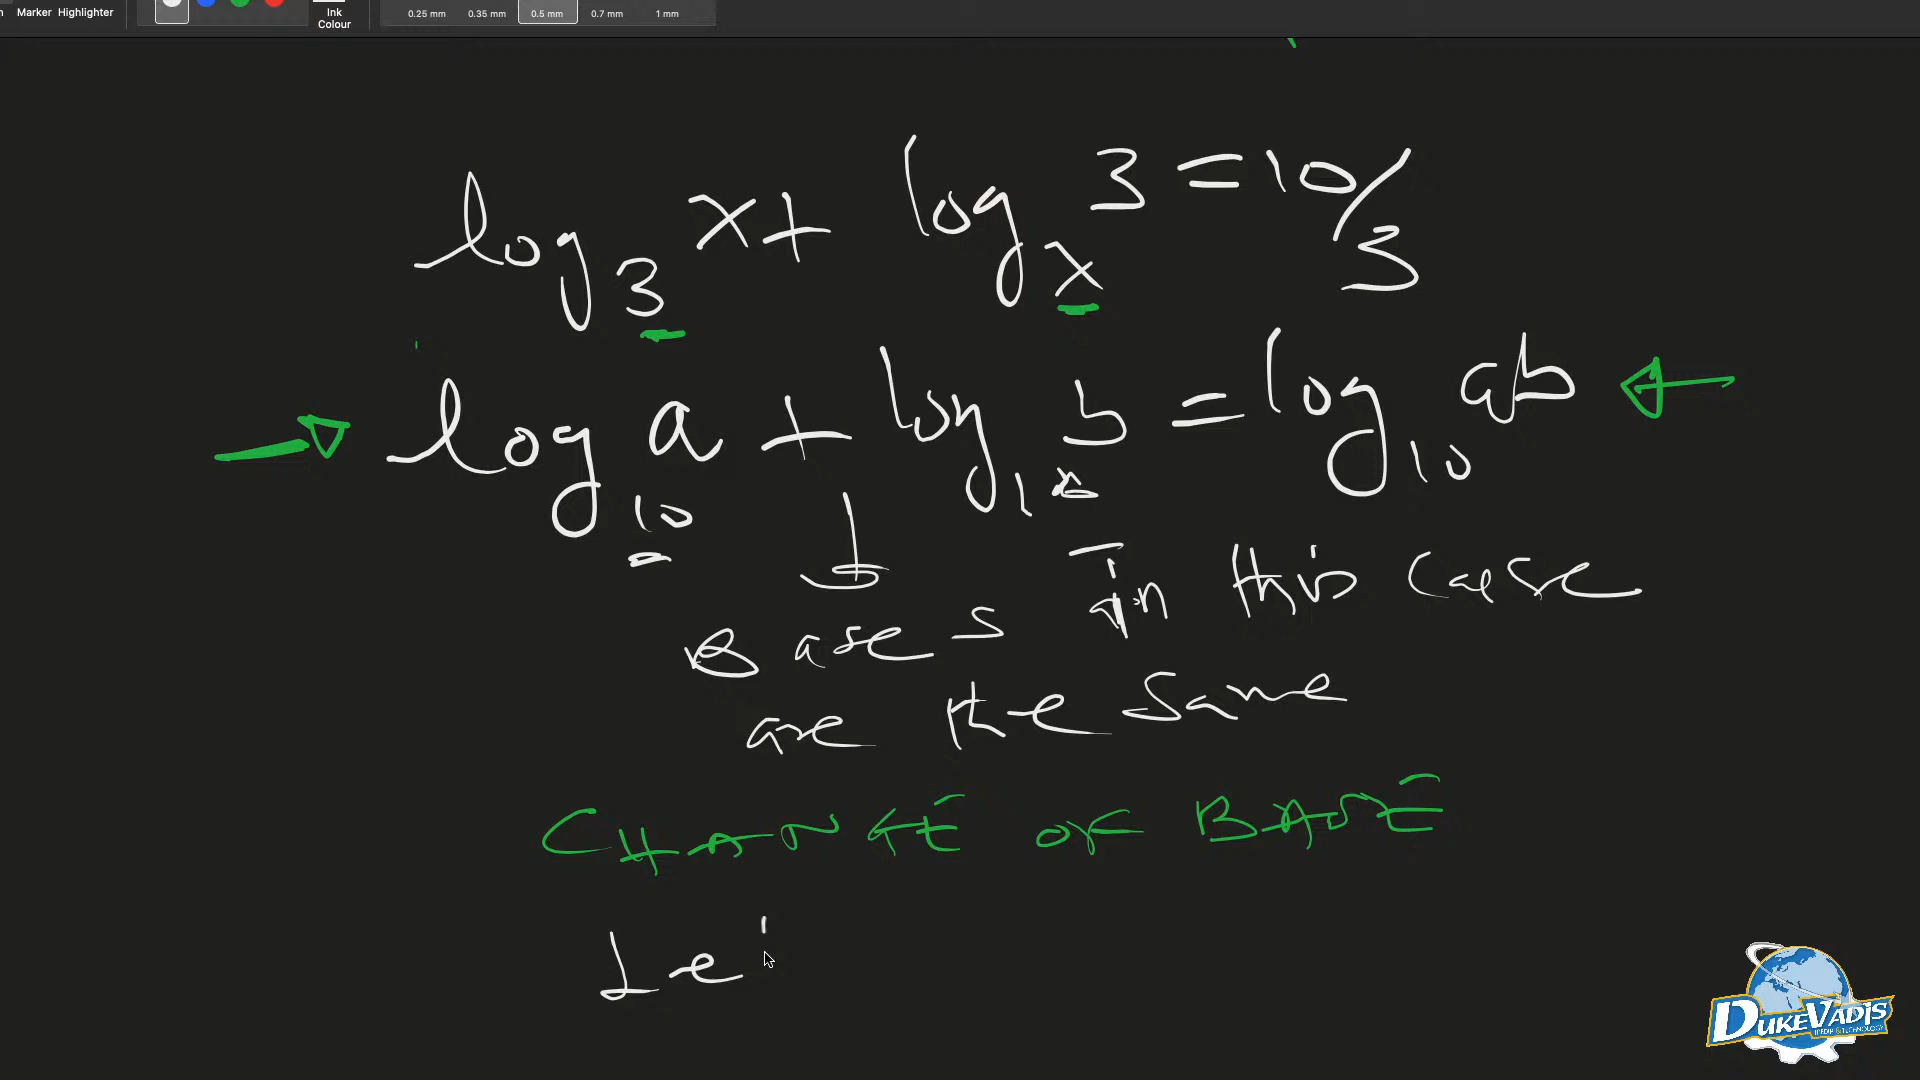 Marker Highlighter Ink Colour 0.25 mm 0.35 mm 0.5 mm 0.7 mm 1 mm
log₃ x + logₓ 3 = 10/3
log₁₀ a + log₁₀ b = log₁₀ ab
Bases in this case
are the same
CHANGE OF BASE
Le
DUKEVADIS
MEDIA & TECHNOLOGY